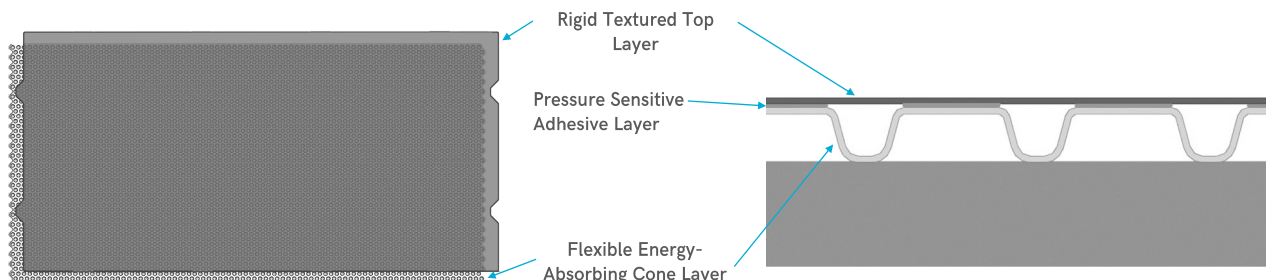 Rigid Textured Top
Layer
Pressure Sensitive
Adhesive Layer
Flexible Energy-
Absorbing Cone Layer